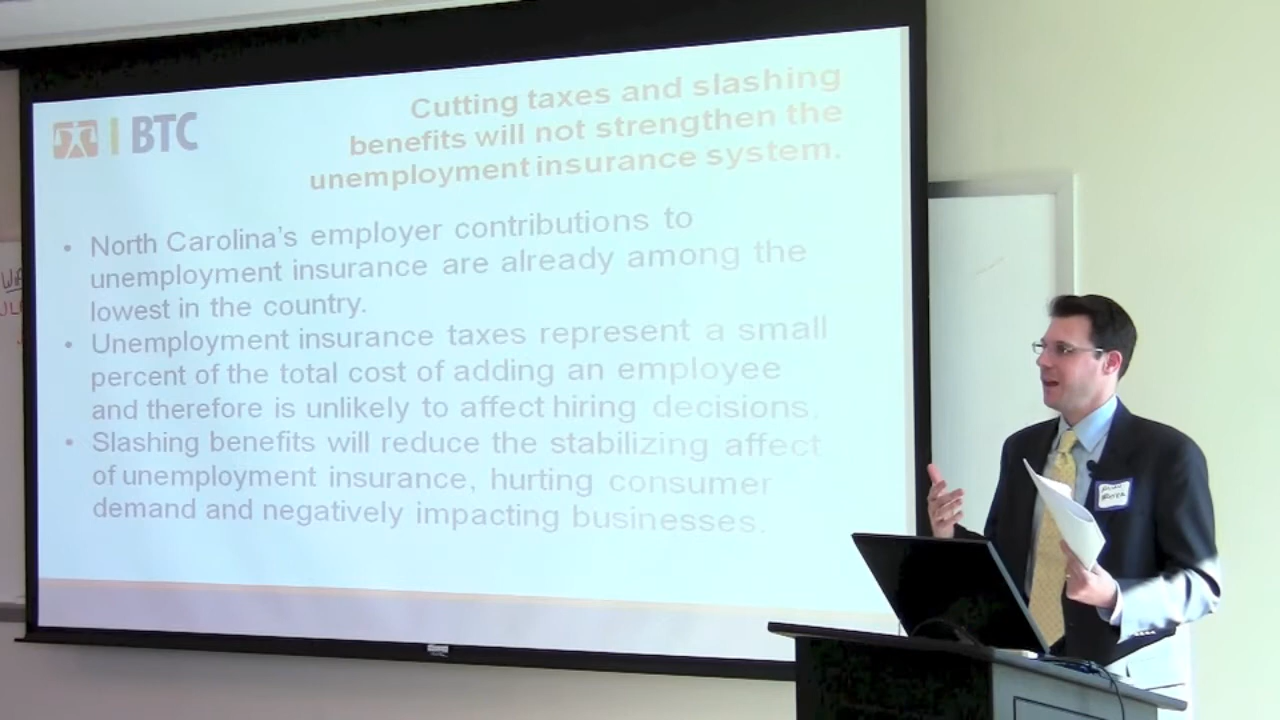 BTC
Cutting taxes and slashing
benefits will not strengthen the
unemployment insurance system.
• North Carolina's employer contributions to
unemployment insurance are already among the
lowest in the country.
• Unemployment insurance taxes represent a small
percent of the total cost of adding an employee
and therefore is unlikely to affect hiring decisions.
• Slashing benefits will reduce the stabilizing affect
of unemployment insurance, hurting consumer
demand and negatively impacting businesses.